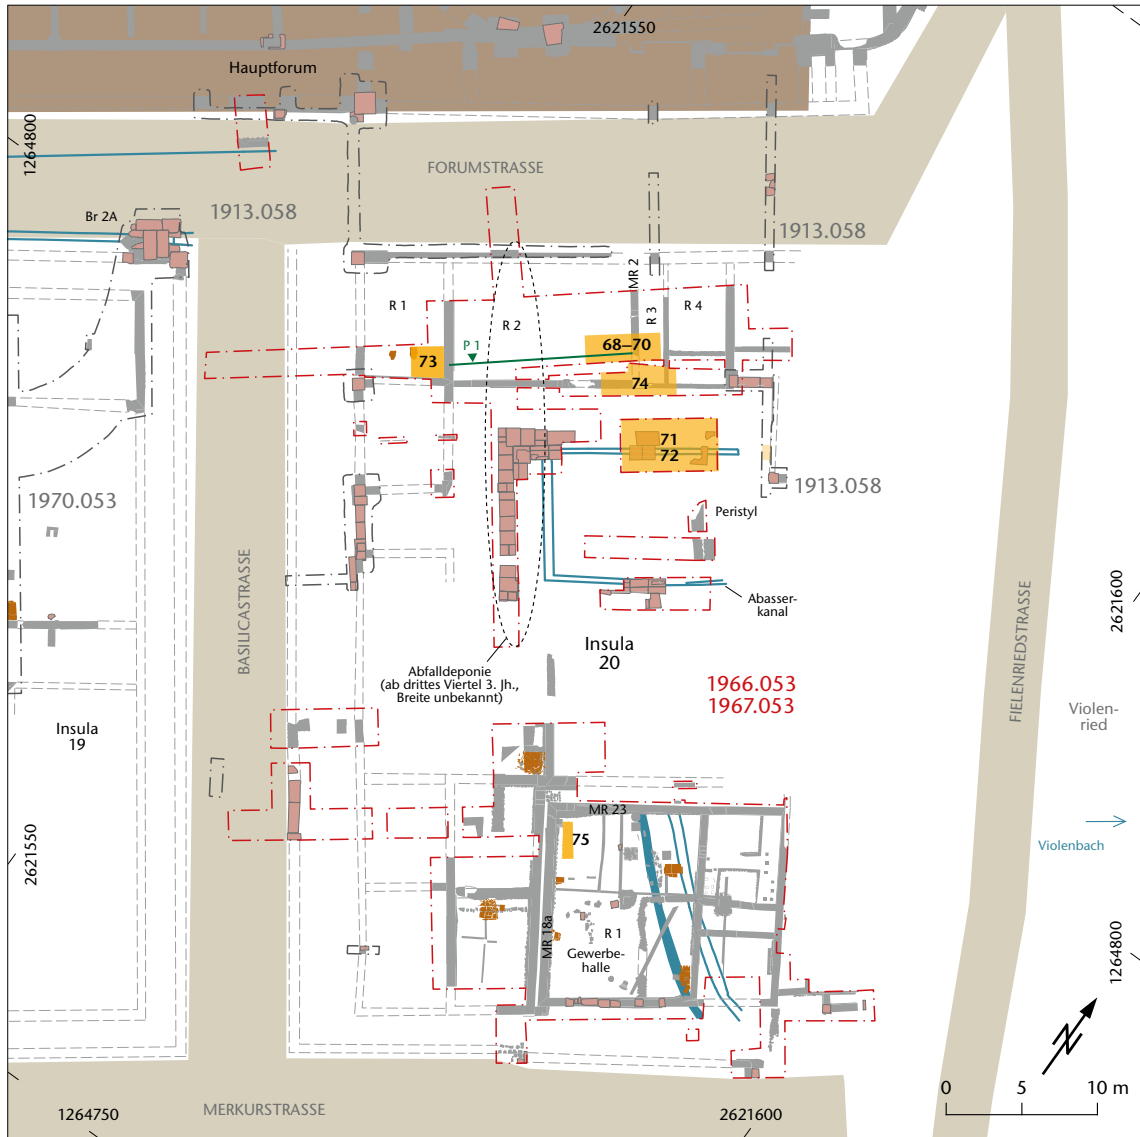 2621550
Hauptforum
1264800
FORUMSTRASSE
Br 2A
1913.058
1913.058
MR 2
R 1
R 2
R 3
R 4
P 1
68–70
73
74
71
72
1970.053
1913.058
Peristyl
BASILICASTRASSE
Abasser-
kanal
2621600
FIELENRIEDSTRASSE
Insula
20
Abfalldeponie
(ab drittes Viertel 3. Jh.,
Breite unbekannt)
1966.053
1967.053
Violen-
ried
Insula
19
MR 23
75
Violenbach
2621550
MR 18a
R 1
Gewerbe-
halle
1264800
N
0 5 10 m
MERKURSTRASSE
1264750
2621600